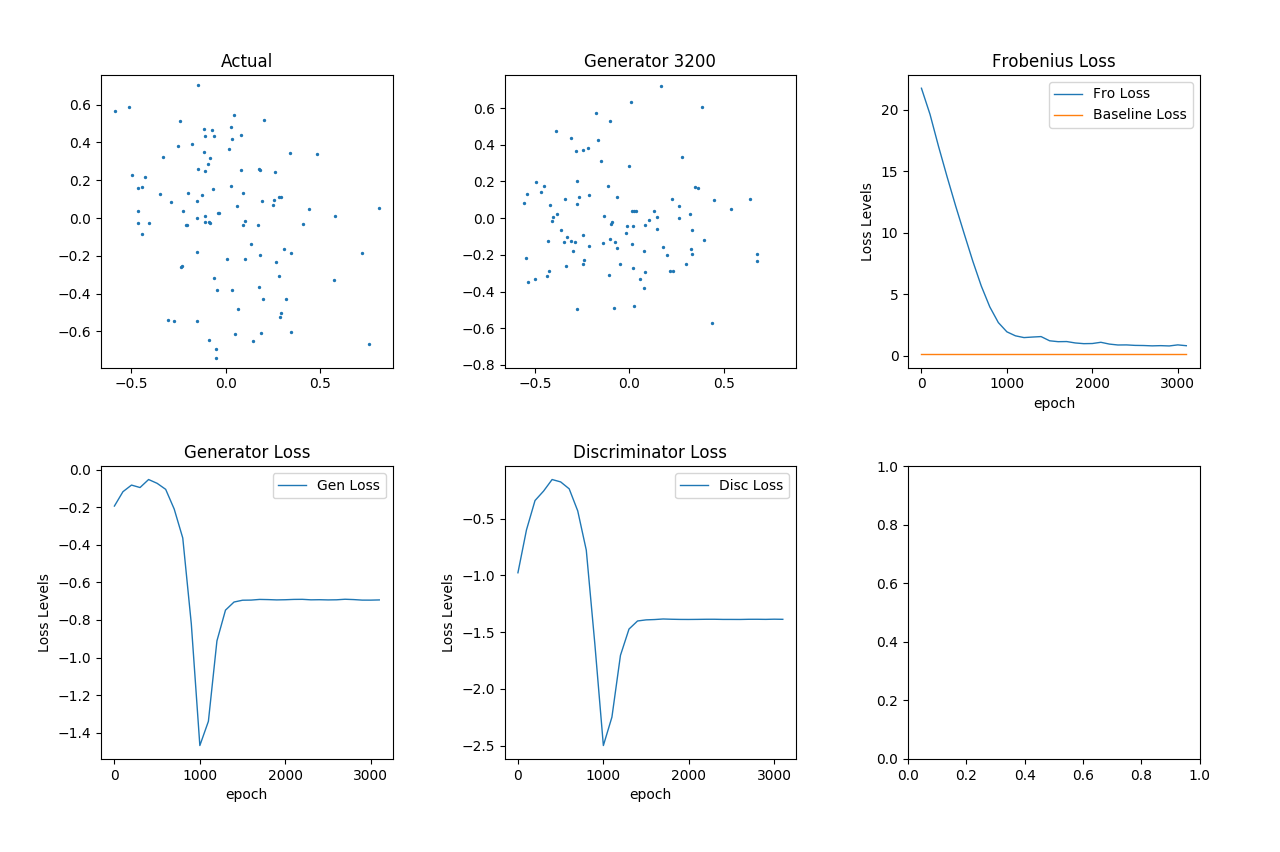 Actual
0.6
0.4
0.2
0.0
−0.2
−0.4
−0.6
−0.5 0.0 0.5
Generator 3200
0.6
0.4
0.2
0.0
−0.2
−0.4
−0.6
−0.8
−0.5 0.0 0.5
Frobenius Loss
Fro Loss
Baseline Loss
Loss Levels
20
15
10
5
0
0 1000 2000 3000
epoch
Generator Loss
Gen Loss
Loss Levels
0.0
−0.2
−0.4
−0.6
−0.8
−1.0
−1.2
−1.4
0 1000 2000 3000
epoch
Discriminator Loss
Disc Loss
Loss Levels
−0.5
−1.0
−1.5
−2.0
−2.5
0 1000 2000 3000
epoch
1.0
0.8
0.6
0.4
0.2
0.0
0.0 0.2 0.4 0.6 0.8 1.0